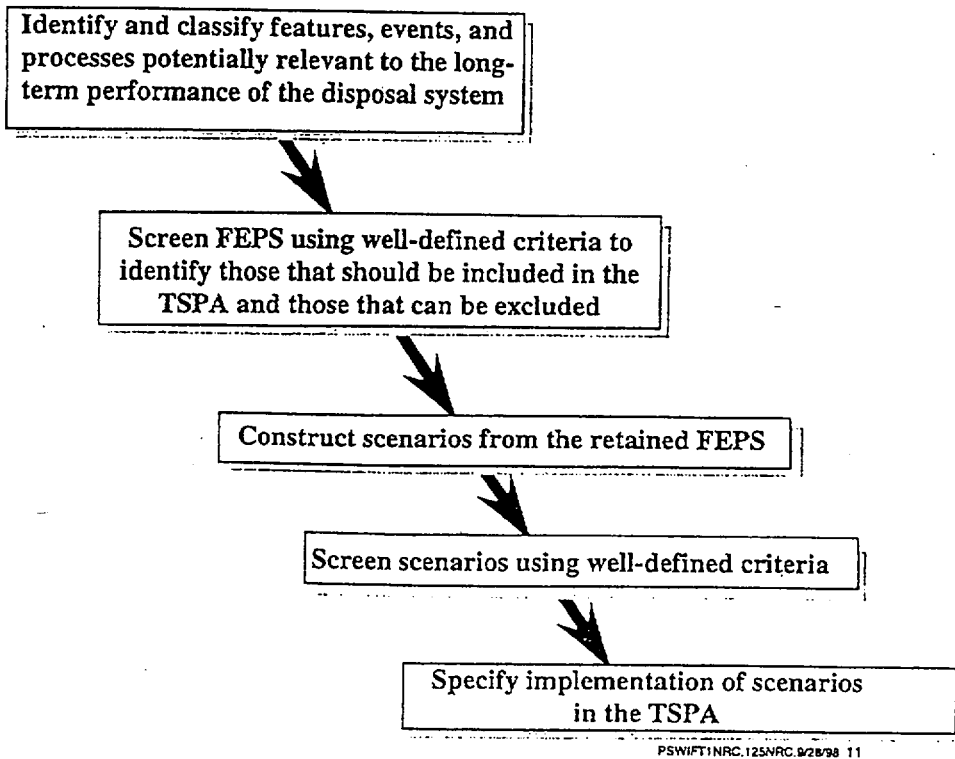 Identify and classify features, events, and
processes potentially relevant to the long-
term performance of the disposal system
Screen FEPS using well-defined criteria to
identify those that should be included in the
TSPA and those that can be excluded
Construct scenarios from the retained FEPS
Screen scenarios using well-defined criteria
Specify implementation of scenarios
in the TSPA
PSWIFT1NRC.125NRC.9/28/98 11